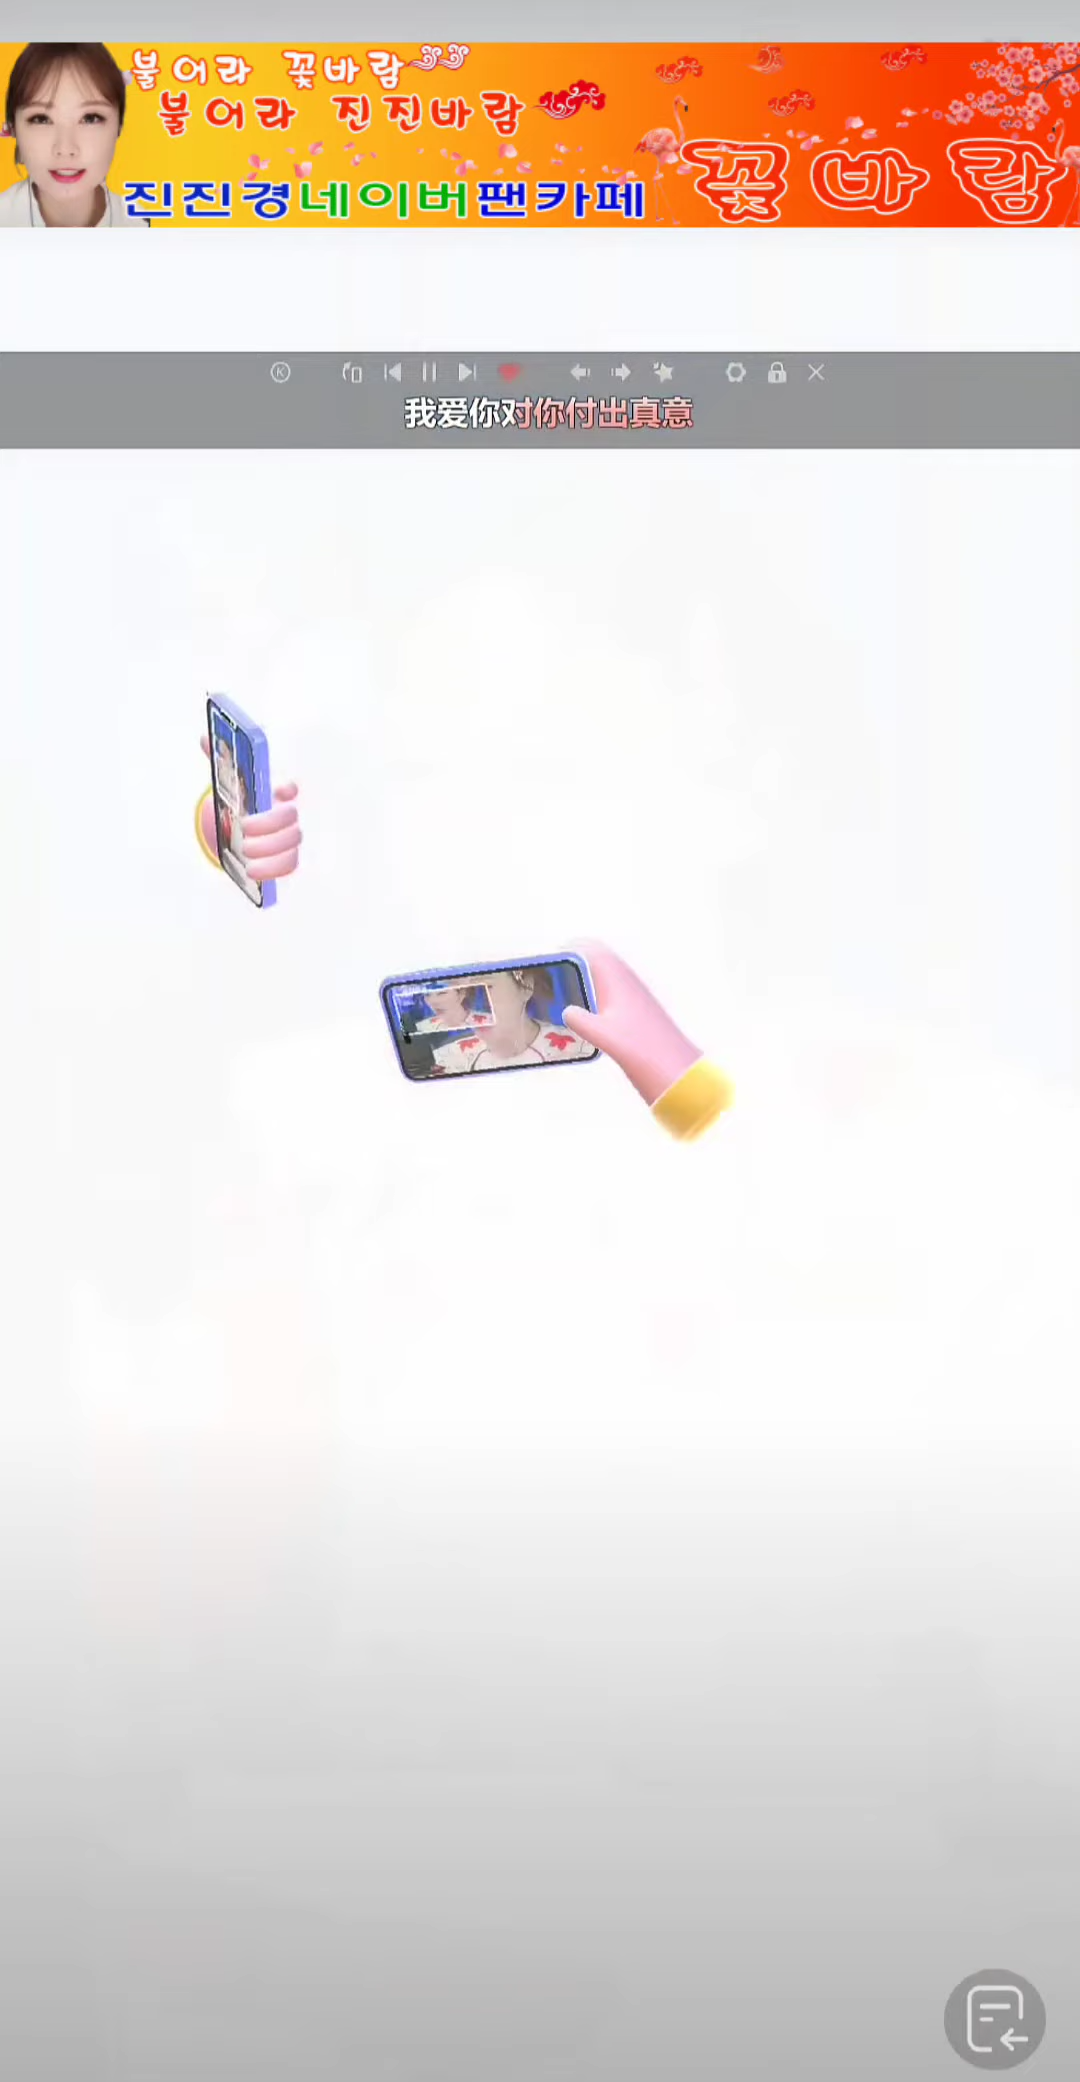 불어라 꽃바람
불어라 진진바람
진진경네이버팬카페
꽃바람
我爱你对你付出真意